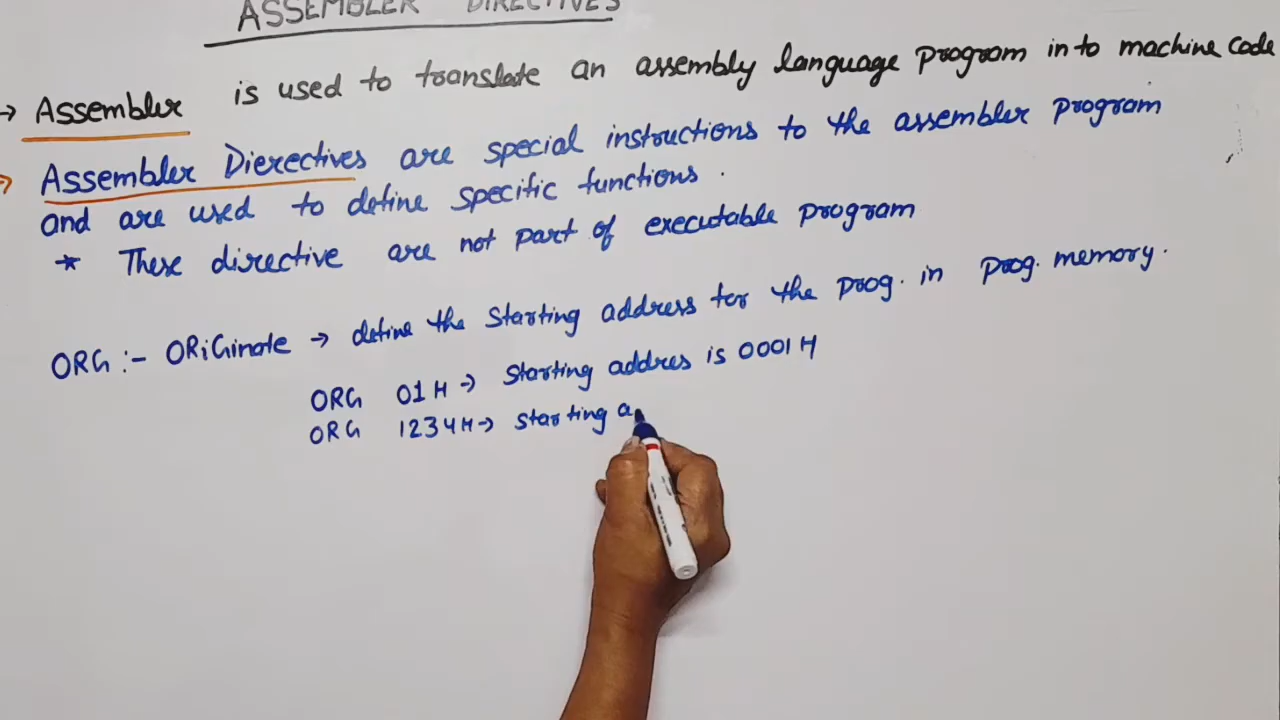 ASSEMBLER DIRECTIVES
→ Assembler is used to translate an assembly language program in to machine code
→ Assembler Dierectives are special instructions to the assembler program
and are used to define specific functions.
* These directive are not part of executable program
ORG :- ORiGinate → define the Starting address for the prog. in prog. memory.
ORG 01H → Starting addres is 0001H
ORG 1234H → starting a